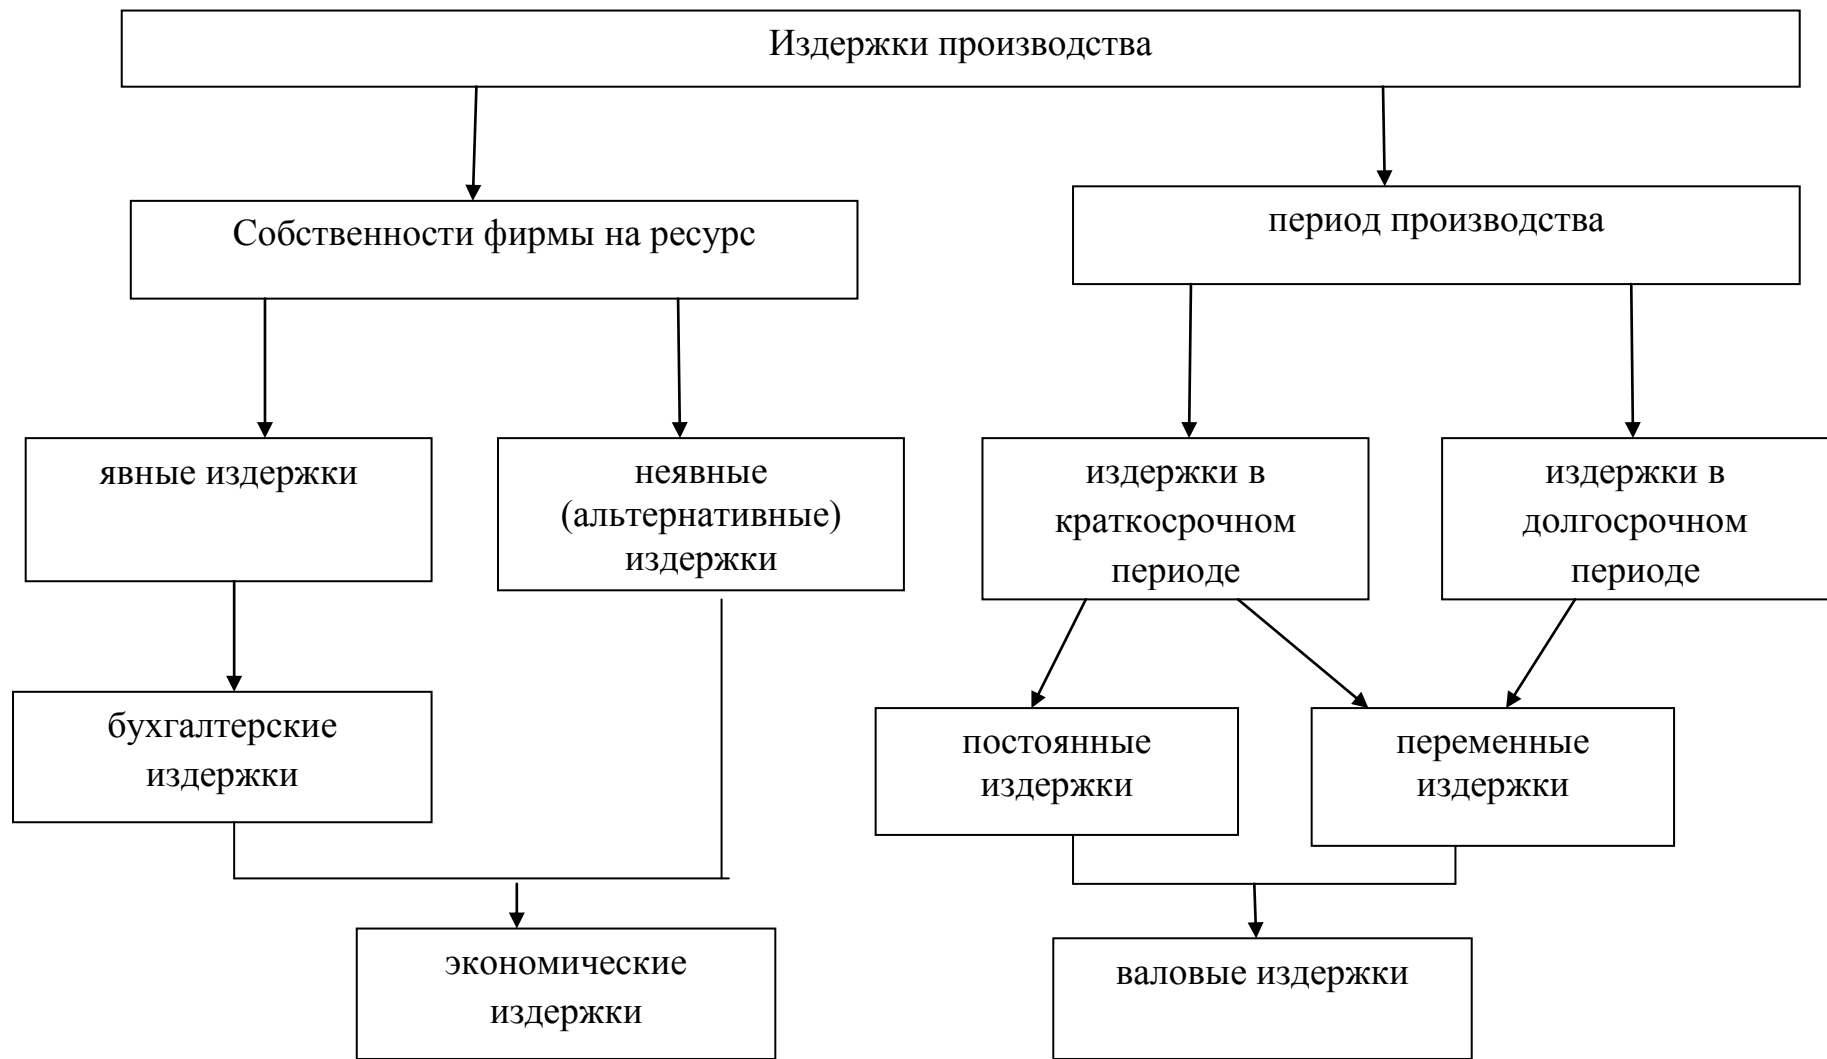 Издержки производства
Собственности фирмы на ресурс
период производства
явные издержки
неявные
(альтернативные)
издержки
издержки в
краткосрочном
периоде
издержки в
долгосрочном
периоде
бухгалтерские
издержки
постоянные
издержки
переменные
издержки
экономические
издержки
валовые издержки